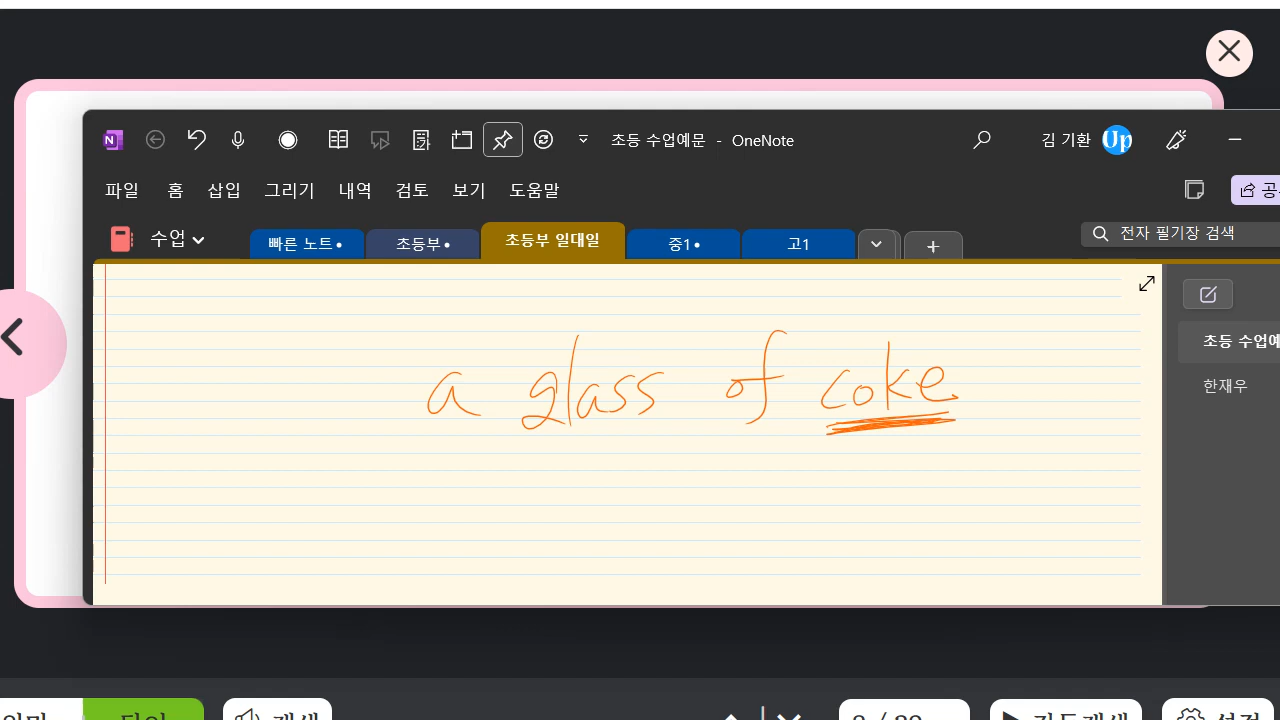 초등 수업예문 - OneNote
김 기환
Up
파일 홈 삽입 그리기 내역 검토 보기 도움말
수업
빠른 노트• 초등부• 초등부 일대일 중1• 고1
전자 필기장 검색
a glass of coke
초등 수업예
한재우